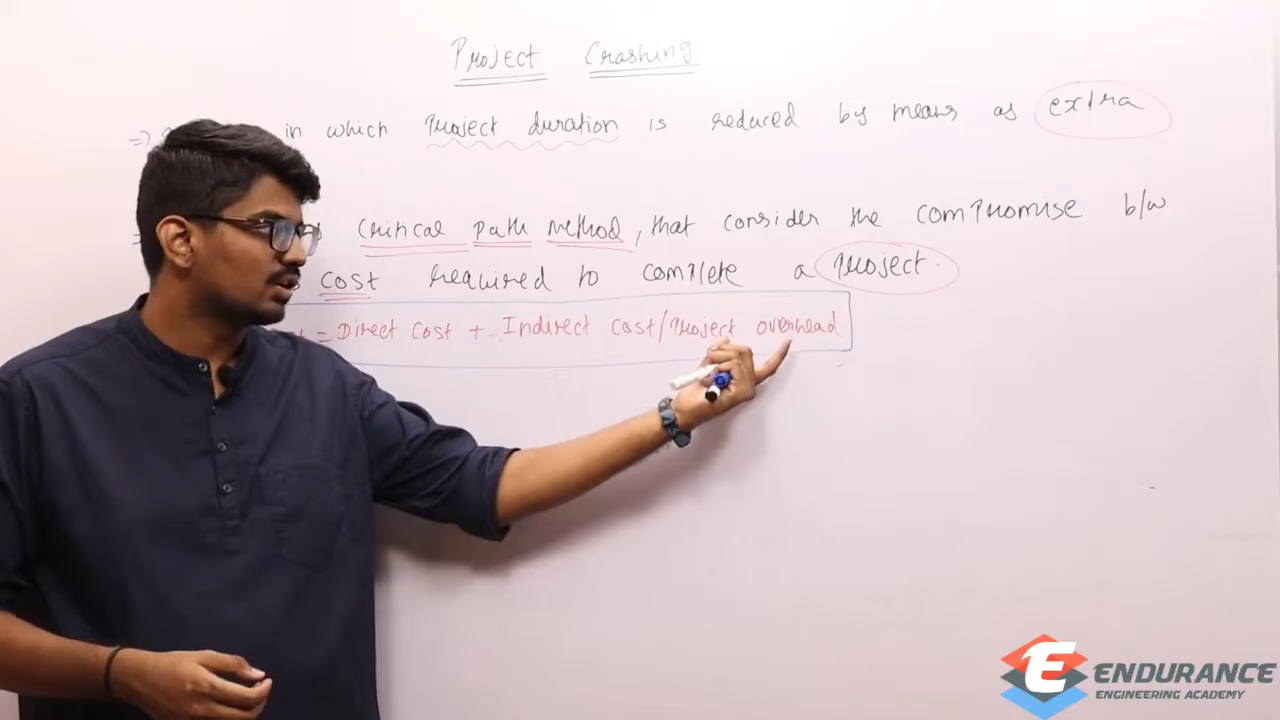 Project Crashing
in which Project duration is reduced by means as extra
critical path method, that consider the compromise b/w
cost required to complete a project.
= Direct cost + Indirect cost/Project overhead
E ENDURANCE
ENGINEERING ACADEMY